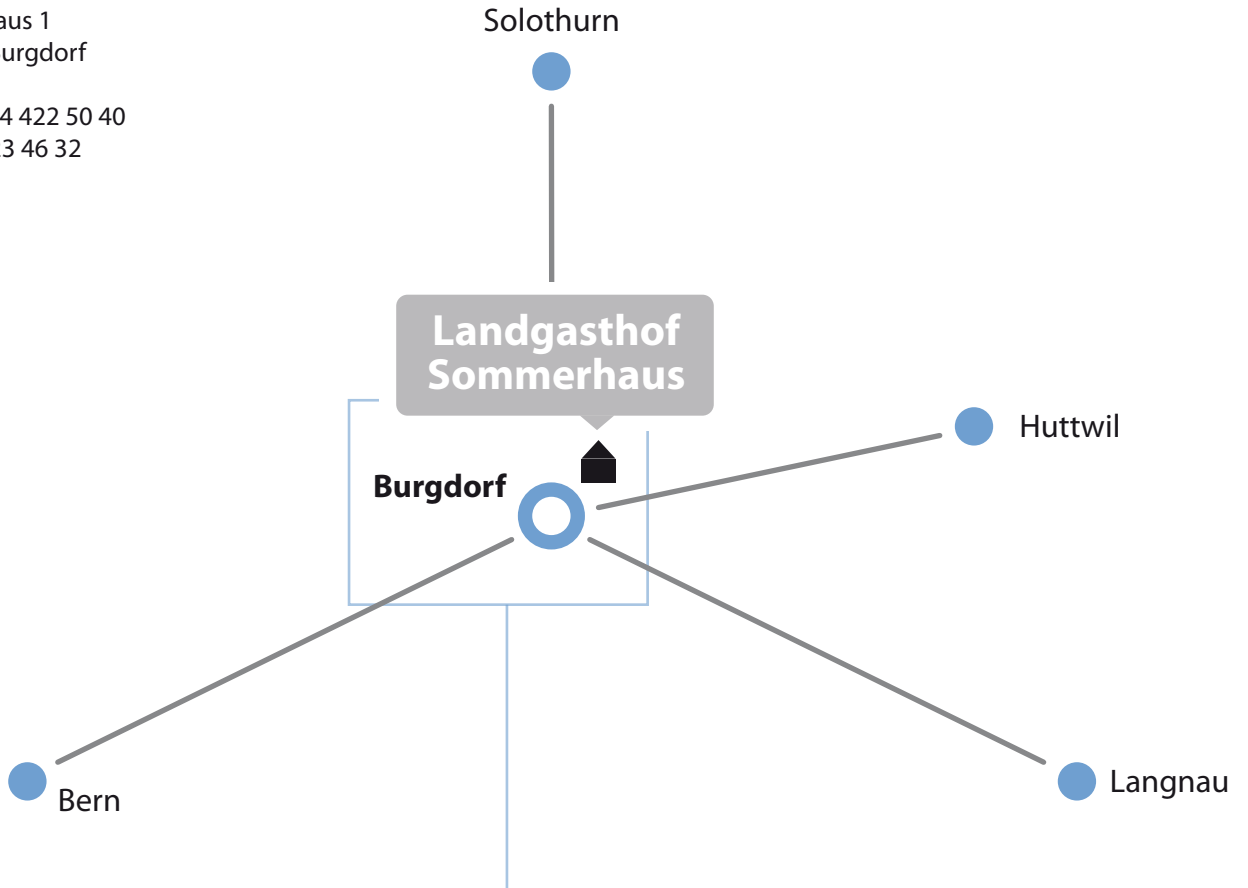 aus 1
urgdorf
4 422 50 40
3 46 32
Solothurn
Landgasthof
Sommerhaus
Huttwil
Burgdorf
Bern
Langnau